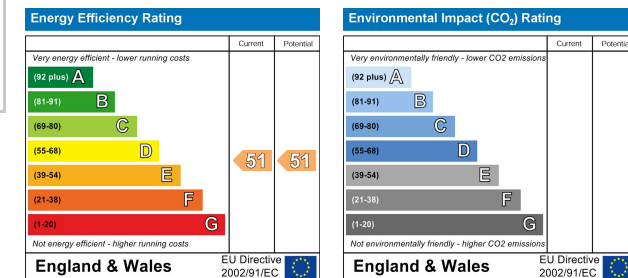 Energy Efficiency Rating
Current Potential
Very energy efficient - lower running costs
(92 plus) A
(81-91) B
(69-80) C
(55-68) D
(39-54) E
(21-38) F
(1-20) G
51 51
Not energy efficient - higher running costs
England & Wales
EU Directive
2002/91/EC
Environmental Impact (CO₂) Rating
Current Potentia
Very environmentally friendly - lower CO2 emissions
(92 plus) A
(81-91) B
(69-80) C
(55-68) D
(39-54) E
(21-38) F
(1-20) G
Not environmentally friendly - higher CO2 emissions
England & Wales
EU Directive
2002/91/EC